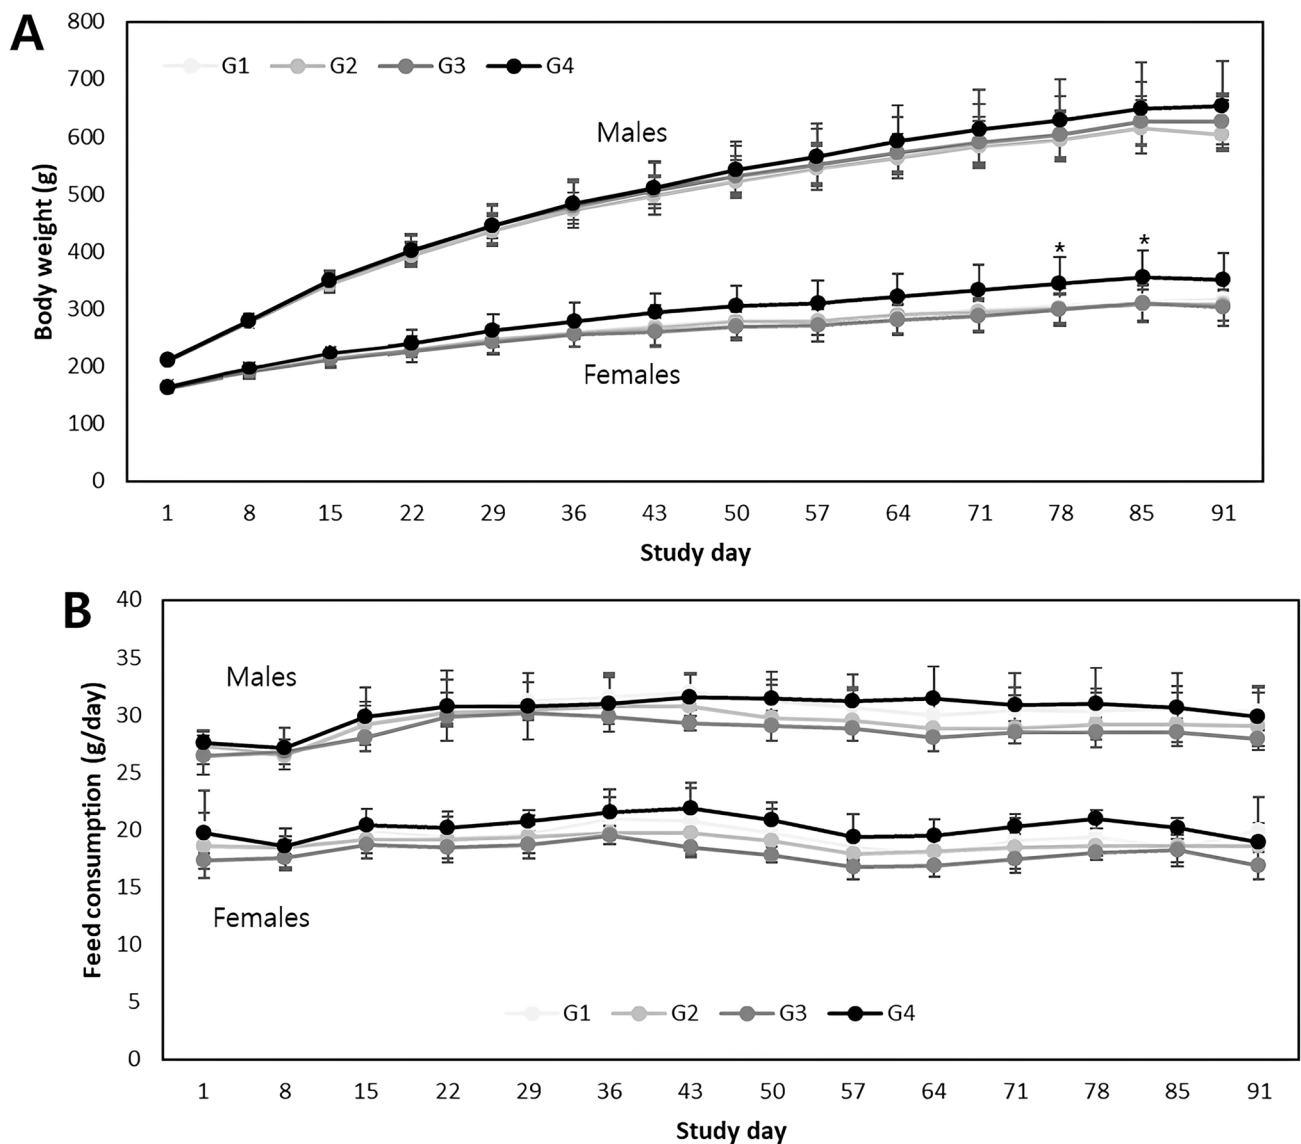 A
Body weight (g)
800
700
600
500
400
300
200
100
0
G1 G2 G3 G4
Males
* *
Females
1 8 15 22 29 36 43 50 57 64 71 78 85 91
Study day
B
Feed consumption (g/day)
40
35
30
25
20
15
10
5
0
Males
Females
G1 G2 G3 G4
1 8 15 22 29 36 43 50 57 64 71 78 85 91
Study day